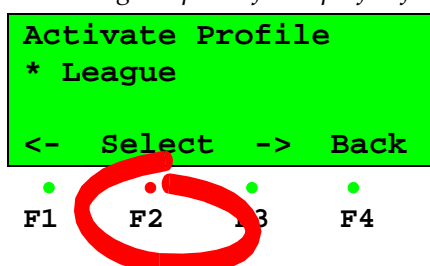 Activate Profile
* League
<- Select -> Back
F1 F2 F3 F4